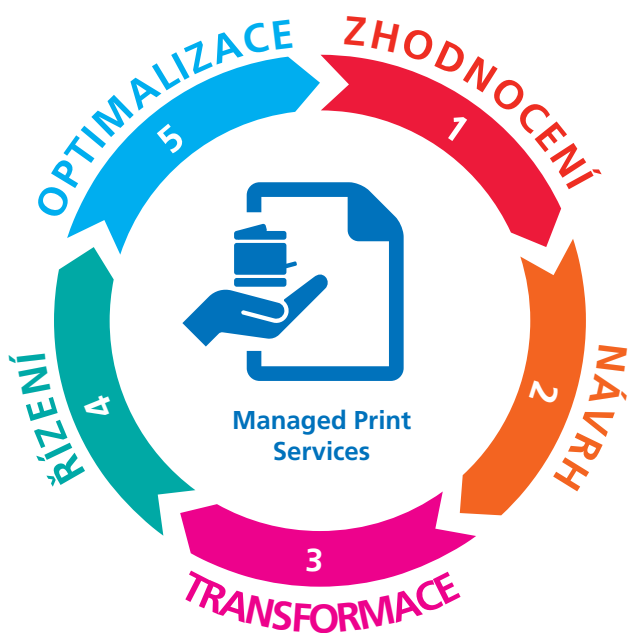 ZHODNOCENÍ
1
NÁVRH
2
TRANSFORMACE
3
ŘÍZENÍ
4
OPTIMALIZACE
5
Managed Print
Services